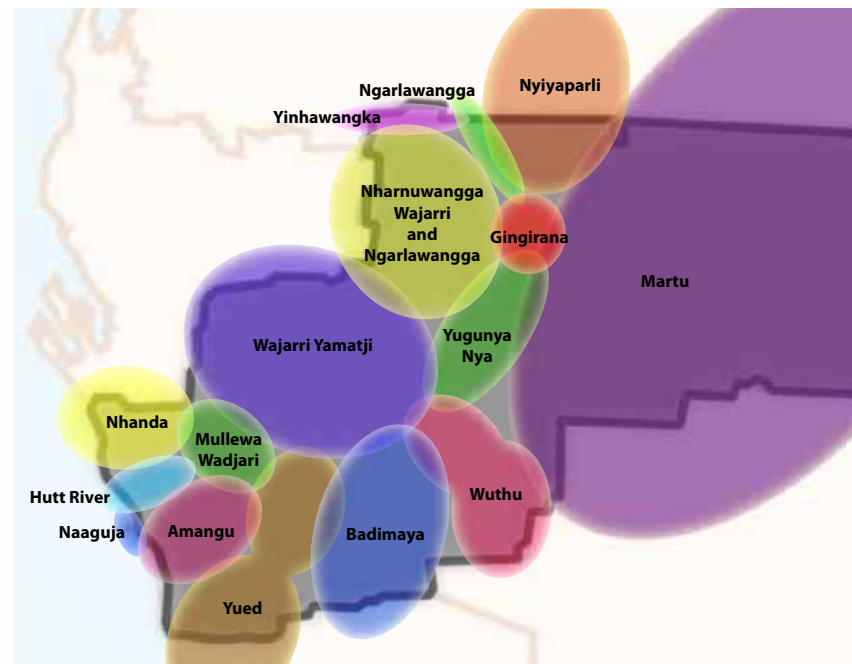 Nyiyaparli
Ngarlawangga
Yinhawangka
Nharnuwangga
Wajarri
and
Ngarlawangga
Gingirana
Martu
Wajarri Yamatji
Yugunya
Nya
Nhanda
Mullewa
Wadjari
Hutt River
Wuthu
Naaguja
Amangu
Badimaya
Yued